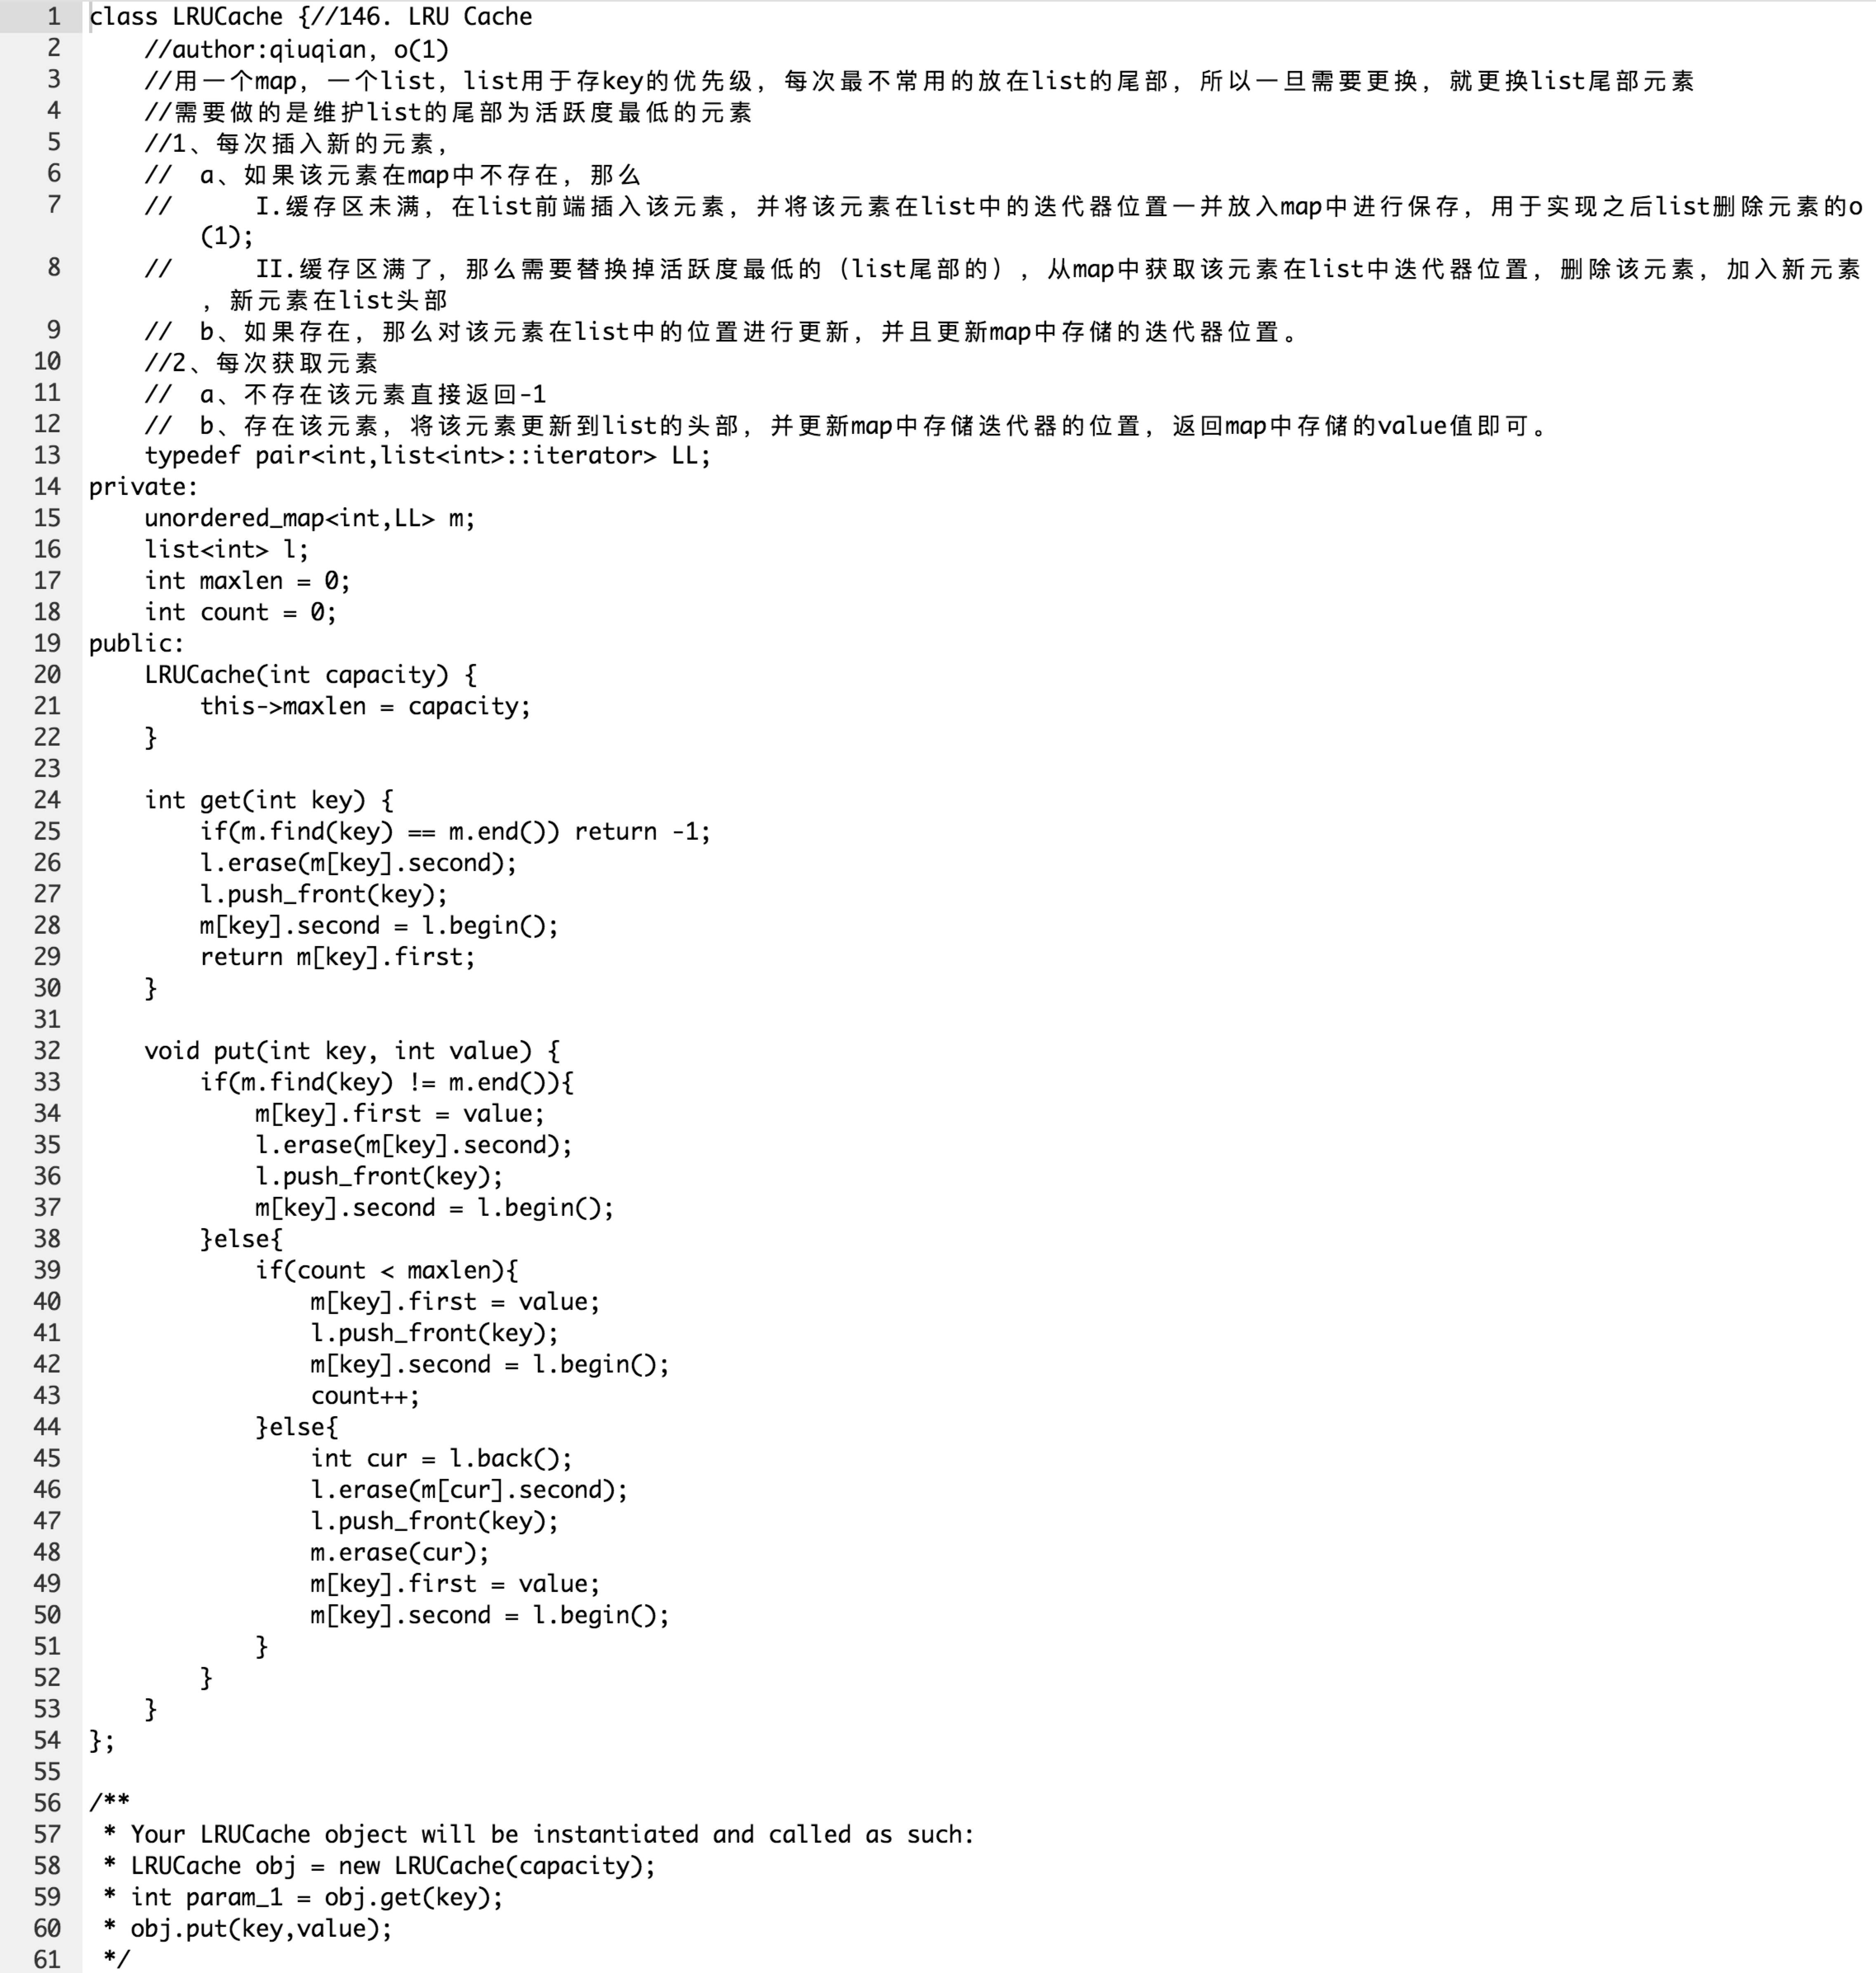 1 class LRUCache {//146. LRU Cache
2     //author:qiuqian, o(1)
3     //用一个map, 一个list, list用于存key的优先级, 每次最不常用的放在list的尾部, 所以一旦需要更换, 就更换list尾部元素
4     //需要做的是维护list的尾部为活跃度最低的元素
5     //1、每次插入新的元素,
6     //  a、如果该元素在map中不存在, 那么
7     //      I.缓存区未满, 在list前端插入该元素, 并将该元素在list中的迭代器位置一并放入map中进行保存, 用于实现之后list删除元素的o
(1);
8     //      II.缓存区满了, 那么需要替换掉活跃度最低的 (list尾部的) , 从map中获取该元素在list中迭代器位置, 删除该元素, 加入新元素
, 新元素在list头部
9     //  b、如果存在, 那么对该元素在list中的位置进行更新, 并且更新map中存储的迭代器位置。
10     //2、每次获取元素
11     //  a、不存在该元素直接返回-1
12     //  b、存在该元素, 将该元素更新到list的头部, 并更新map中存储迭代器的位置, 返回map中存储的value值即可。
13     typedef pair<int,list<int>::iterator> LL;
14 private:
15     unordered_map<int,LL> m;
16     list<int> l;
17     int maxlen = 0;
18     int count = 0;
19 public:
20     LRUCache(int capacity) {
21         this->maxlen = capacity;
22     }
23
24     int get(int key) {
25         if(m.find(key) == m.end()) return -1;
26         l.erase(m[key].second);
27         l.push_front(key);
28         m[key].second = l.begin();
29         return m[key].first;
30     }
31
32     void put(int key, int value) {
33         if(m.find(key) != m.end()){
34             m[key].first = value;
35             l.erase(m[key].second);
36             l.push_front(key);
37             m[key].second = l.begin();
38         }else{
39             if(count < maxlen){
40                 m[key].first = value;
41                 l.push_front(key);
42                 m[key].second = l.begin();
43                 count++;
44             }else{
45                 int cur = l.back();
46                 l.erase(m[cur].second);
47                 l.push_front(key);
48                 m.erase(cur);
49                 m[key].first = value;
50                 m[key].second = l.begin();
51             }
52         }
53     }
54 };
55
56 /**
57  * Your LRUCache object will be instantiated and called as such:
58  * LRUCache obj = new LRUCache(capacity);
59  * int param_1 = obj.get(key);
60  * obj.put(key,value);
61  */